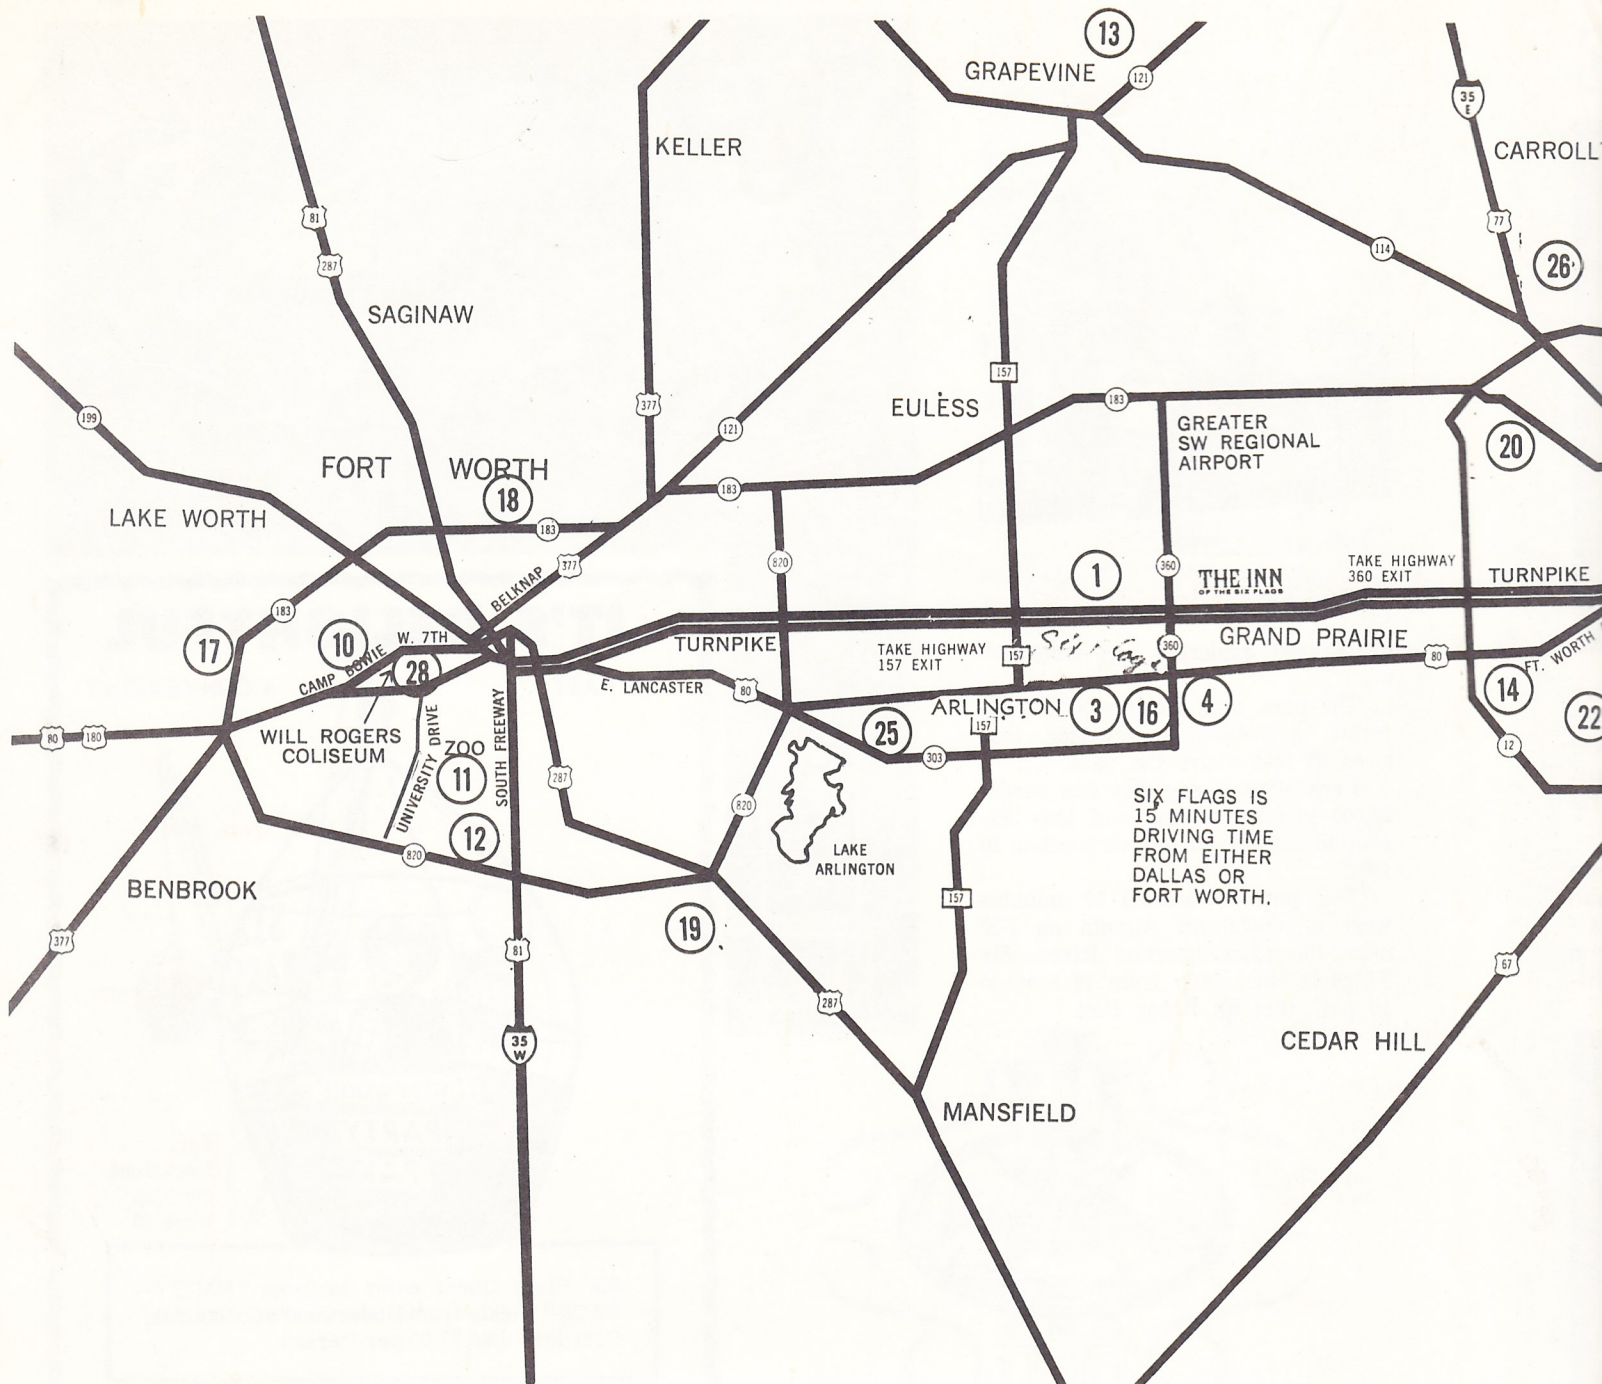 13
GRAPEVINE
121
35
E
KELLER
CARROLL
81
77
287
114
26
SAGINAW
157
377
199
EULESS
183
121
GREATER
SW REGIONAL
AIRPORT
20
FORT WORTH
18
183
LAKE WORTH
183
377
820
1
360
THE INN
OF THE SIX FLAGS
TAKE HIGHWAY
360 EXIT
TURNPIKE
BELKNAP
183
17
10
W. 7TH
CAMP BOWIE
28
TURNPIKE
TAKE HIGHWAY
157 EXIT
157
Six Flags
360
GRAND PRAIRIE
80
FT. WORTH
E. LANCASTER
80
14
ARLINGTON
3
16
4
22
157
25
303
12
80
180
WILL ROGERS
COLISEUM
UNIVERSITY DRIVE
ZOO
11
SOUTH FREEWAY
287
820
12
820
LAKE
ARLINGTON
SIX FLAGS IS
15 MINUTES
DRIVING TIME
FROM EITHER
DALLAS OR
FORT WORTH.
BENBROOK
157
19
377
81
67
287
35
W
CEDAR HILL
MANSFIELD